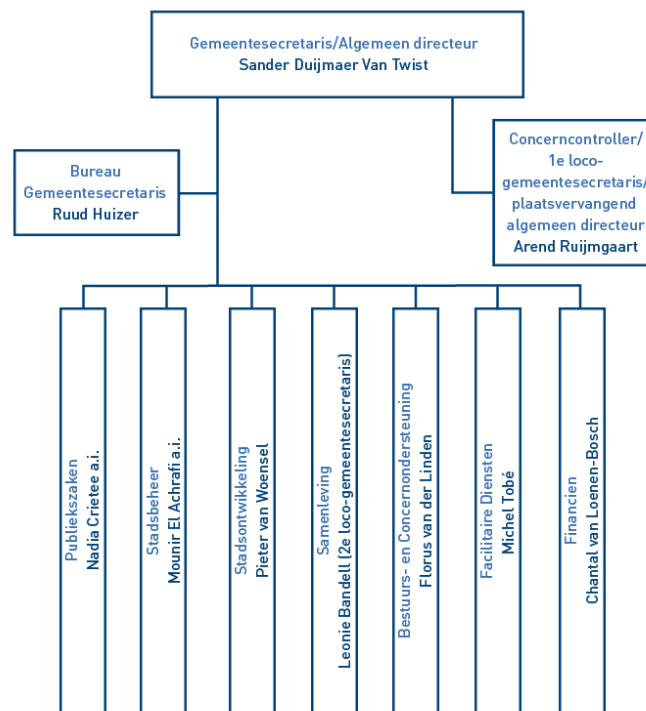 Gemeentesecretaris/Algemeen directeur
Sander Duijmaer Van Twist
Bureau
Gemeentesecretaris
Ruud Huizer
Concerncontroller/
1e loco-
gemeentesecretaris/
plaatsvervangend
algemeen directeur
Arend Ruijmgaart
Publiekszaken
Nadia Crietee a.i.
Stadsbeheer
Mounir El Achrafi a.i.
Stadsontwikkeling
Pieter van Woensel
Samenleving
Leonie Bandell (2e loco-gemeentesecretaris)
Bestuurs- en Concernondersteuning
Florus van der Linden
Facilitaire Diensten
Michel Tobé
Financien
Chantal van Loenen-Bosch